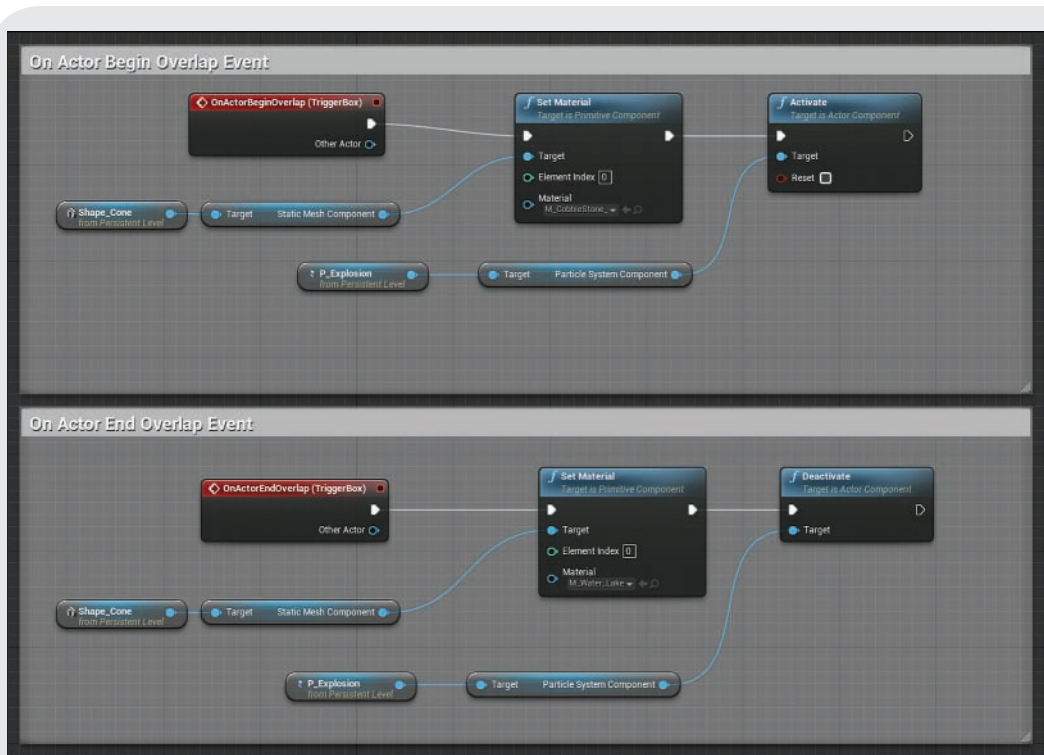 On Actor Begin Overlap Event
OnActorBeginOverlap (TriggerBox)
Other Actor
f Set Material
Target is Primitive Component
Target
Element Index 0
Material
M_CobbleStone_
f Activate
Target is Actor Component
Target
Reset
Shape_Cone
from Persistent Level
Target Static Mesh Component
P_Explosion
from Persistent Level
Target Particle System Component
On Actor End Overlap Event
OnActorEndOverlap (TriggerBox)
Other Actor
f Set Material
Target is Primitive Component
Target
Element Index 0
Material
M_Water_Lake
f Deactivate
Target is Actor Component
Target
Shape_Cone
from Persistent Level
Target Static Mesh Component
P_Explosion
from Persistent Level
Target Particle System Component